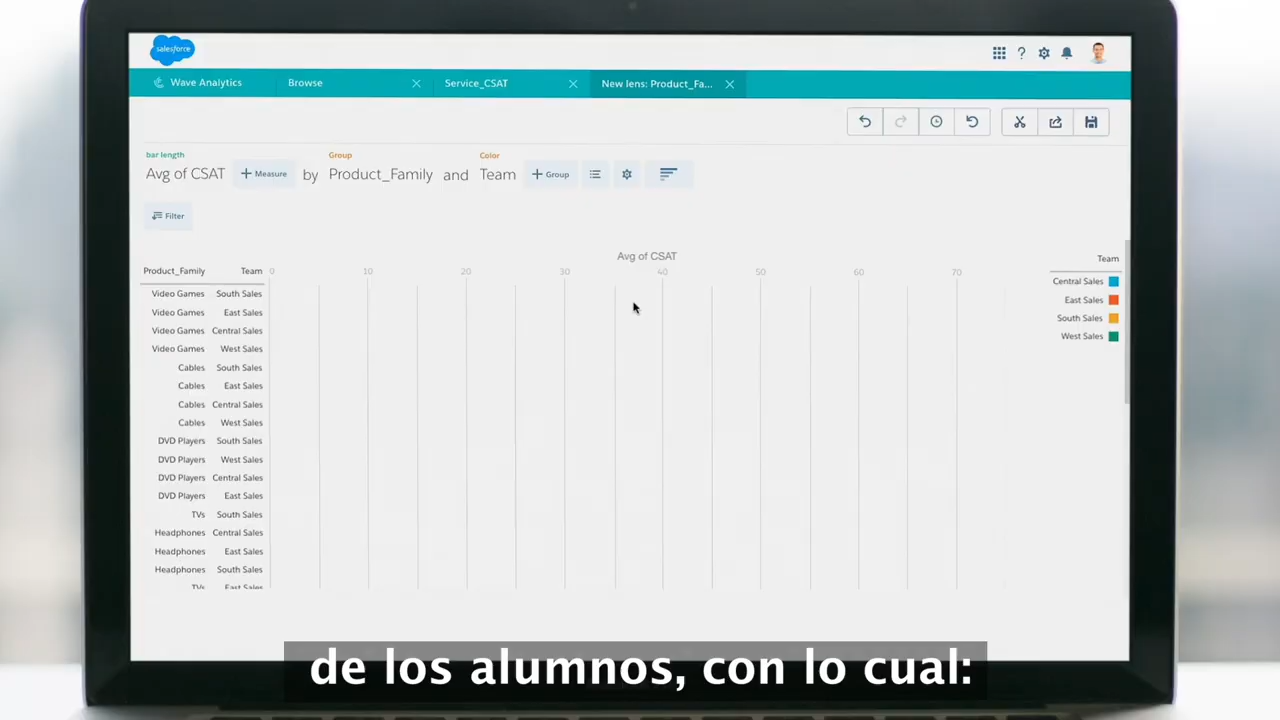 salesforce
Wave Analytics
Browse
Service_CSAT
New lens: Product_Fa...
bar length
Group
Color
Avg of CSAT
+ Measure
by
Product_Family
and
Team
+ Group
Filter
Avg of CSAT
Product_Family Team
0 10 20 30 40 50 60 70
Video Games South Sales
Video Games East Sales
Video Games Central Sales
Video Games West Sales
Cables South Sales
Cables East Sales
Cables Central Sales
Cables West Sales
DVD Players South Sales
DVD Players West Sales
DVD Players Central Sales
DVD Players East Sales
TVs South Sales
Headphones Central Sales
Headphones East Sales
Headphones South Sales
TVs East Sales
Team
Central Sales
East Sales
South Sales
West Sales
de los alumnos, con lo cual: